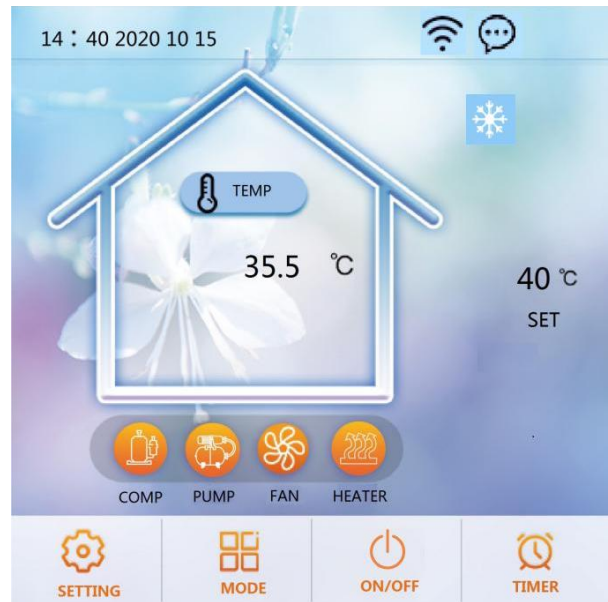 14：40 2020 10 15
TEMP
35.5 ℃
40 ℃
SET
COMP PUMP FAN HEATER
SETTING MODE ON/OFF TIMER